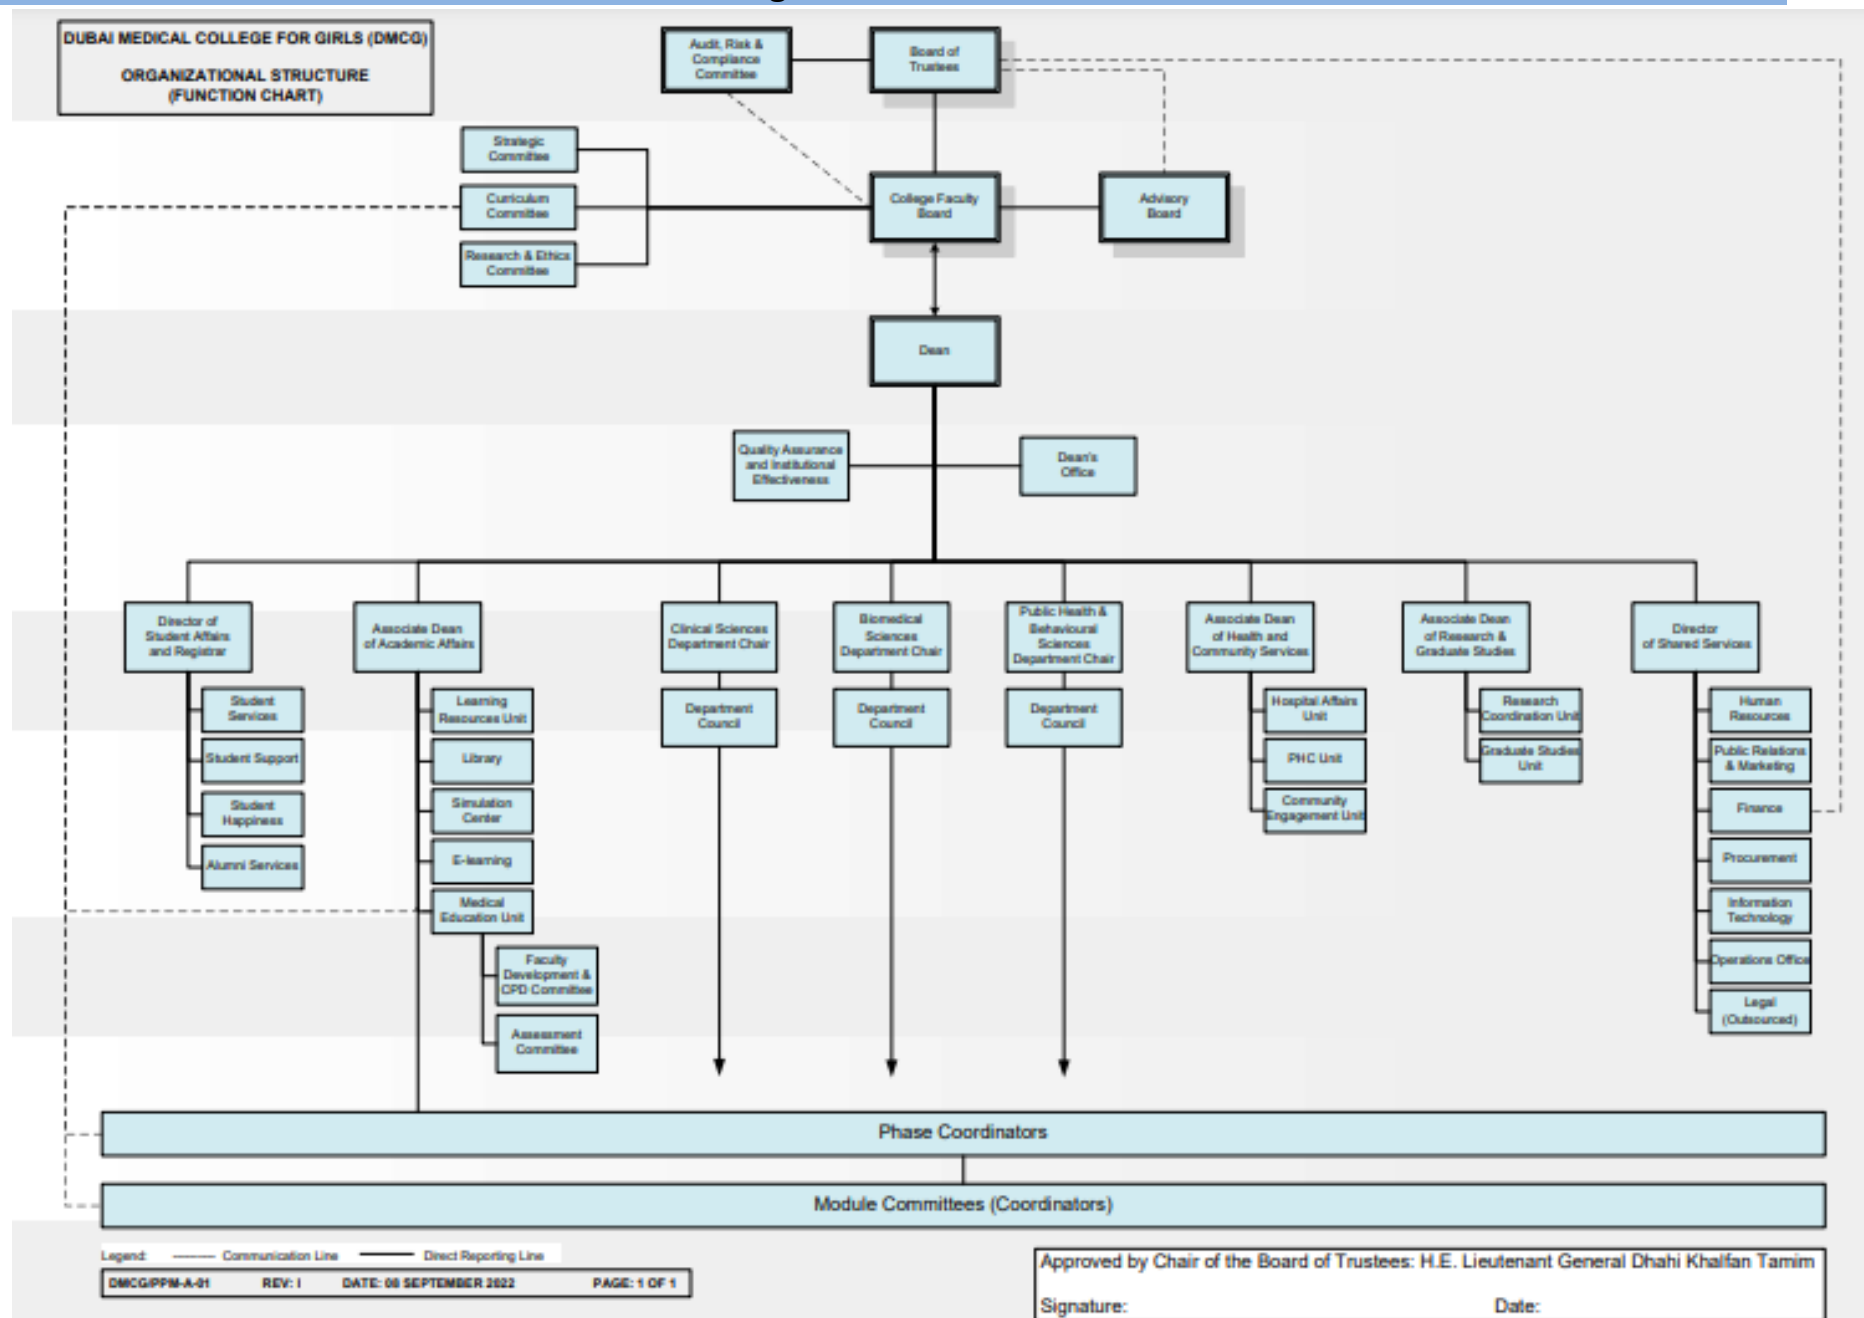 DUBAI MEDICAL COLLEGE FOR GIRLS (DMCG)
ORGANIZATIONAL STRUCTURE
(FUNCTION CHART)
Audit, Risk &
Compliance
Committee
Board of
Trustees
Strategic
Committee
Curriculum
Committee
Research & Ethics
Committee
College Faculty
Board
Advisory
Board
Dean
Quality Assurance
and Institutional
Effectiveness
Dean's
Office
Director of
Student Affairs
and Registrar
Associate Dean
of Academic Affairs
Clinical Sciences
Department Chair
Biomedical
Sciences
Department Chair
Public Health &
Behavioural
Sciences
Department Chair
Associate Dean
of Health and
Community Services
Associate Dean
of Research &
Graduate Studies
Director
of Shared Services
Student
Services
Student Support
Student
Happiness
Alumni Services
Learning
Resources Unit
Library
Simulation
Center
E-learning
Medical
Education Unit
Faculty
Development &
CPD Committee
Assessment
Committee
Department
Council
Department
Council
Department
Council
Hospital Affairs
Unit
PHC Unit
Community
Engagement Unit
Research
Coordination Unit
Graduate Studies
Unit
Human
Resources
Public Relations
& Marketing
Finance
Procurement
Information
Technology
Operations Office
Legal
(Outsourced)
Phase Coordinators
Module Committees (Coordinators)
Legend: Communication Line Direct Reporting Line
DMCG/PPM-A-01 REV: I DATE: 08 SEPTEMBER 2022 PAGE: 1 OF 1
Approved by Chair of the Board of Trustees: H.E. Lieutenant General Dhahi Khalfan Tamim
Signature: Date: